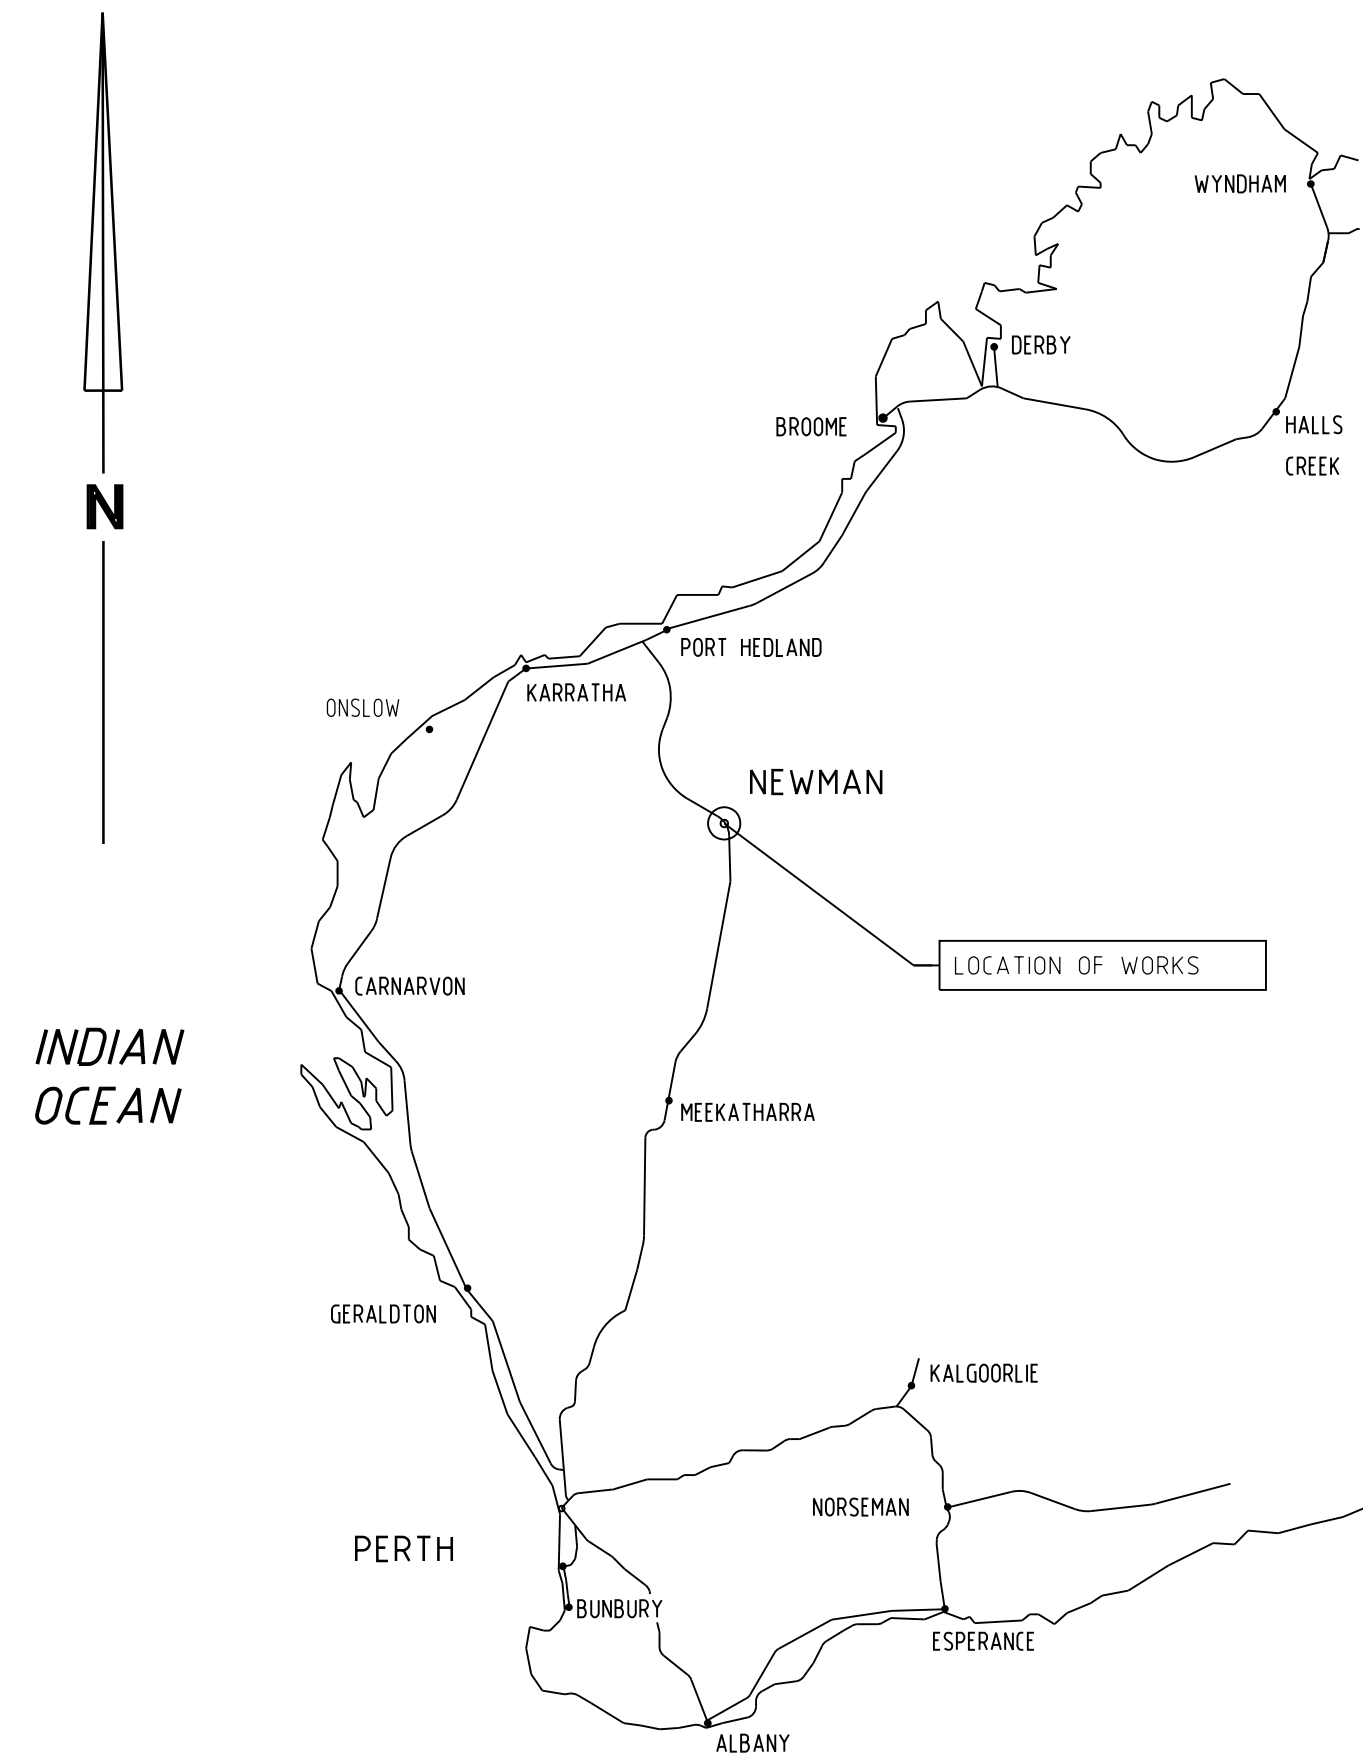 WYNDHAM
DERBY
BROOME
HALLS
CREEK
N
PORT HEDLAND
KARRATHA
ONSLOW
NEWMAN
LOCATION OF WORKS
CARNARVON
INDIAN
OCEAN
MEEKATHARRA
GERALDTON
KALGOORLIE
NORSEMAN
PERTH
BUNBURY
ESPERANCE
ALBANY